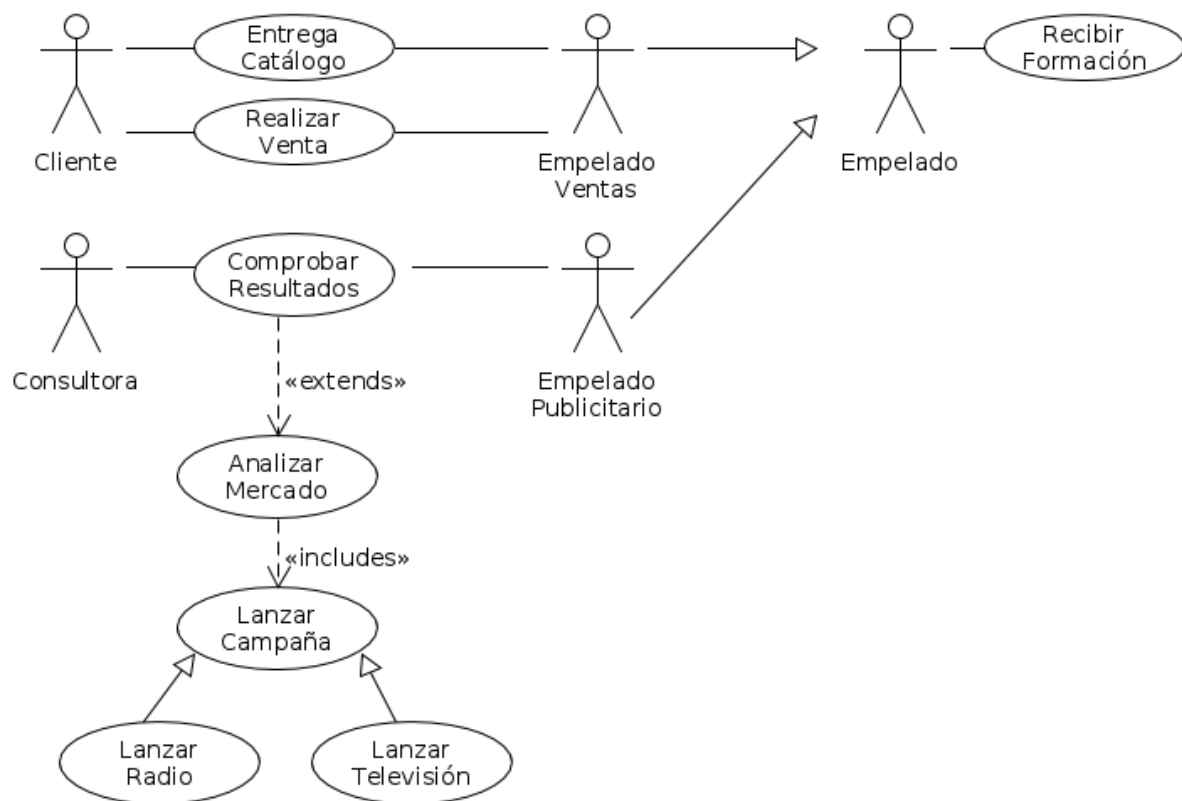 Entrega
Catálogo
Recibir
Formación
Realizar
Venta
Cliente
Empelado
Ventas
Empelado
Comprobar
Resultados
Consultora
«extends»
Empelado
Publicitario
Analizar
Mercado
«includes»
Lanzar
Campaña
Lanzar
Radio
Lanzar
Televisión